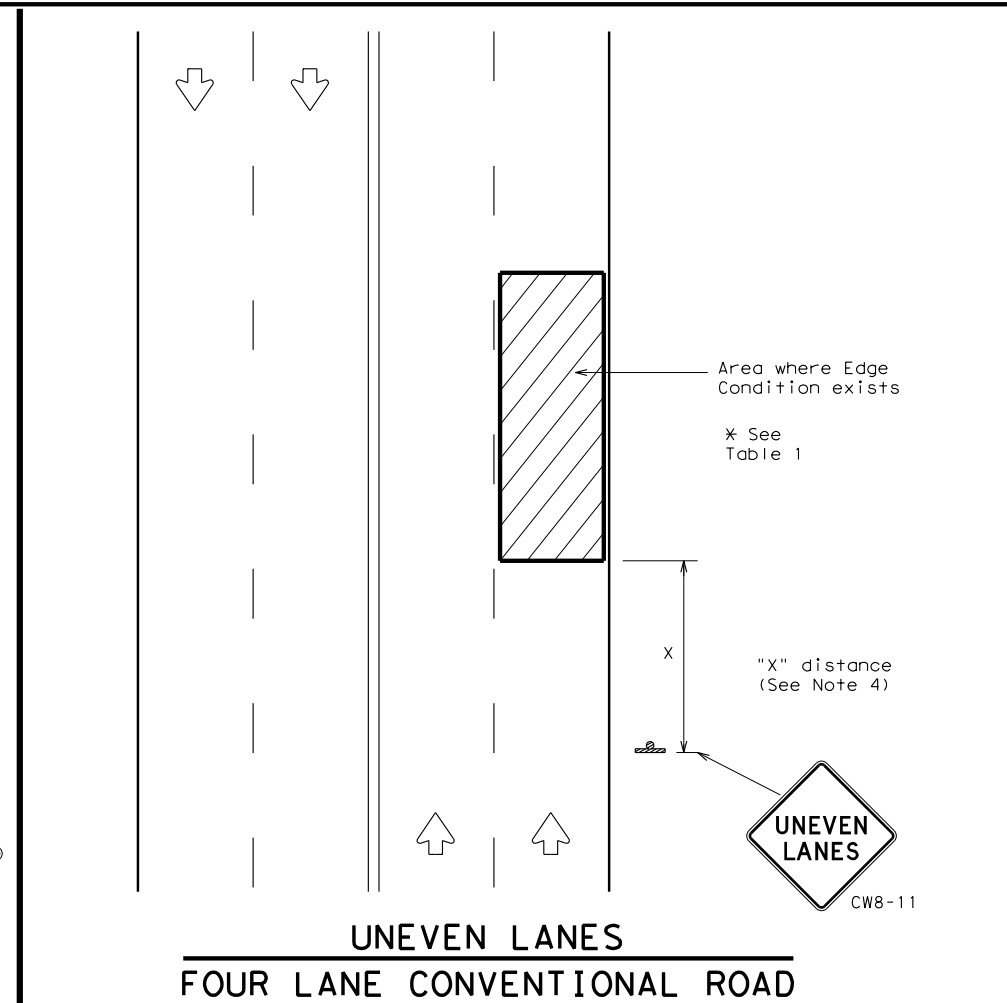 Area where Edge
Condition exists
* See
Table 1
X
"X" distance
(See Note 4)
UNEVEN
LANES
CW8-11
UNEVEN LANES
FOUR LANE CONVENTIONAL ROAD